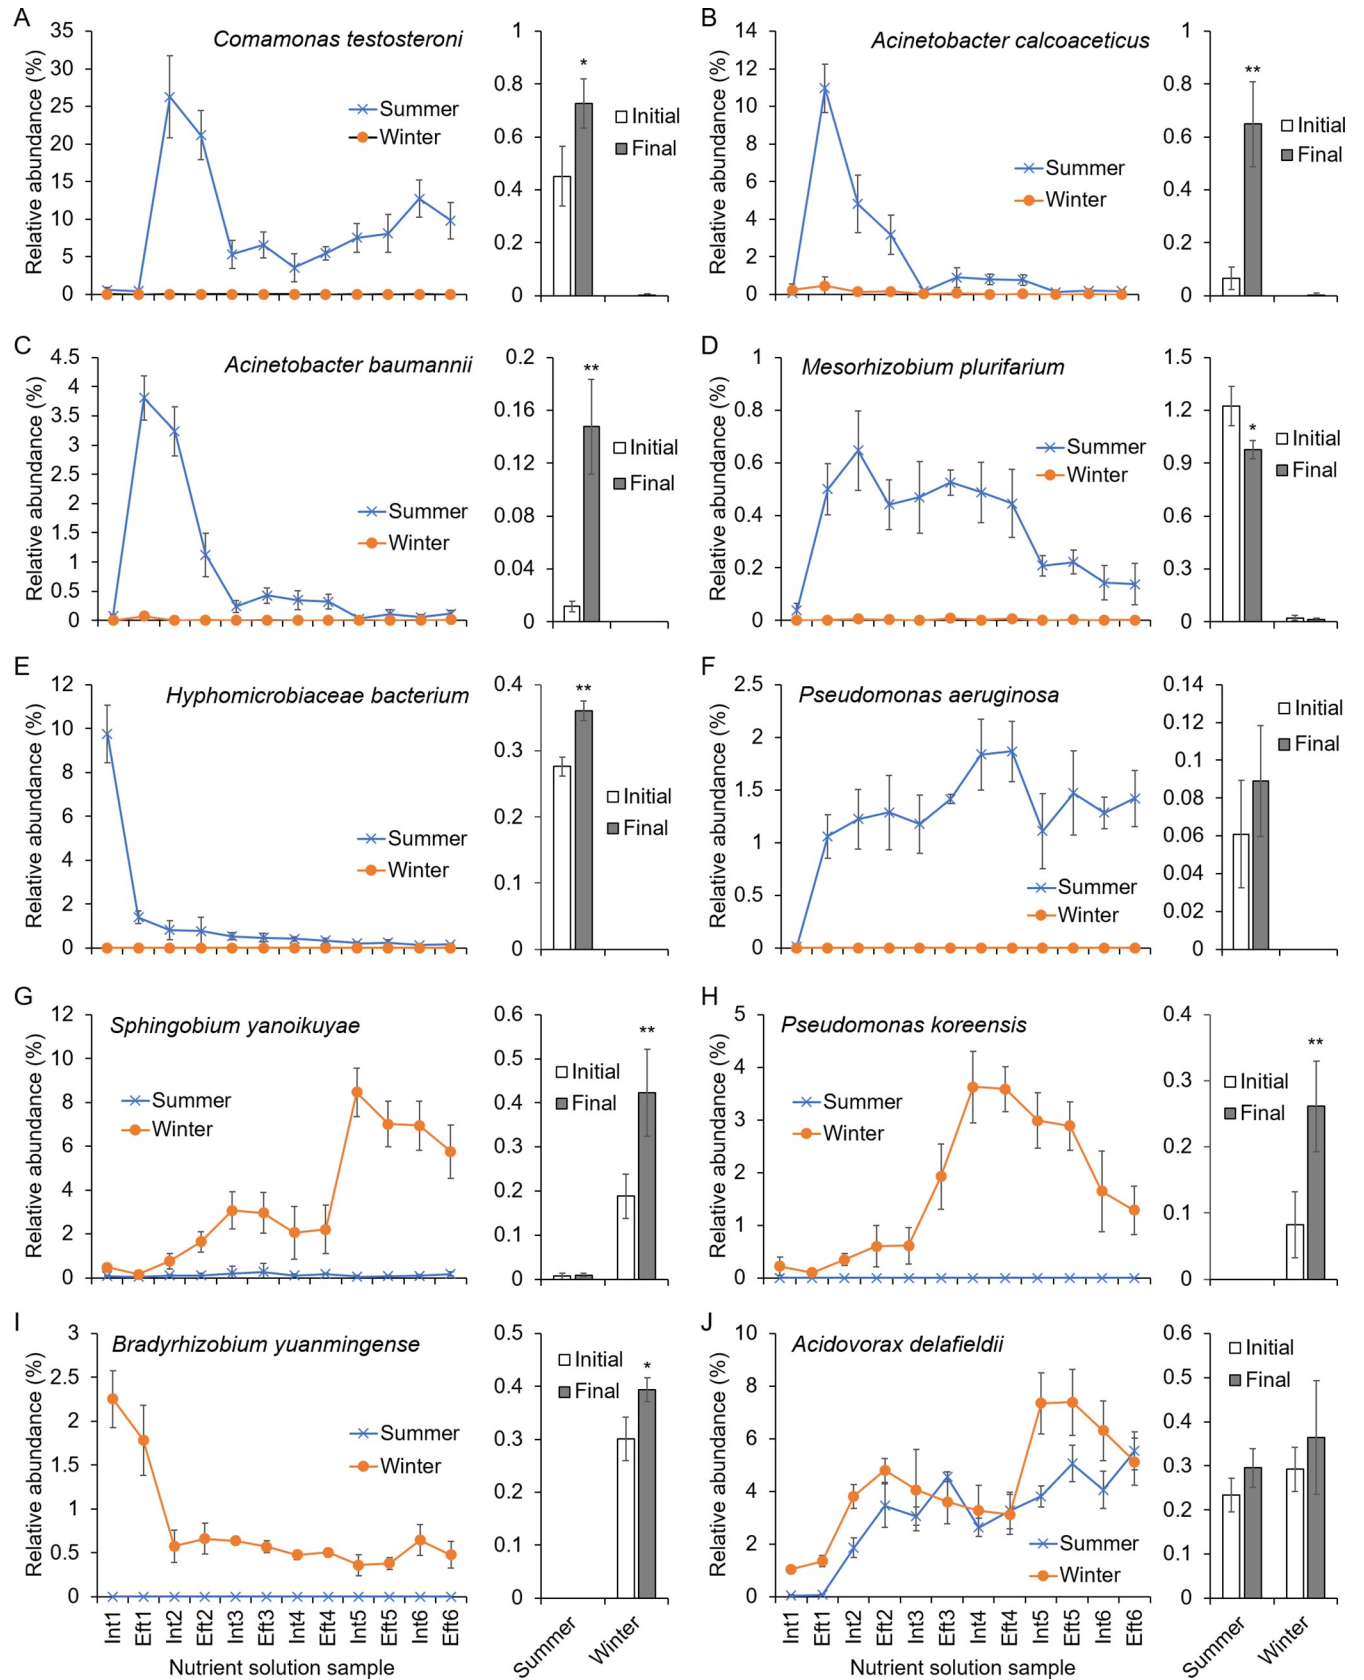 A
Comamonas testosteroni
Relative abundance (%)
35
30
25
20
15
10
5
0
Summer
Winter
1
0.8
0.6
0.4
0.2
0
*
Initial
Final
B
Acinetobacter calcoaceticus
Relative abundance (%)
14
12
10
8
6
4
2
0
Summer
Winter
1
0.8
0.6
0.4
0.2
0
**
Initial
Final
C
Acinetobacter baumannii
Relative abundance (%)
4.5
4
3.5
3
2.5
2
1.5
1
0.5
0
Summer
Winter
0.2
0.16
0.12
0.08
0.04
0
**
Initial
Final
D
Mesorhizobium plurifarium
Relative abundance (%)
1
0.8
0.6
0.4
0.2
0
Summer
Winter
1.5
1.2
0.9
0.6
0.3
0
*
Initial
Final
E
Hyphomicrobiaceae bacterium
Relative abundance (%)
12
10
8
6
4
2
0
Summer
Winter
0.4
0.3
0.2
0.1
0
**
Initial
Final
F
Pseudomonas aeruginosa
Relative abundance (%)
2.5
2
1.5
1
0.5
0
Summer
Winter
0.14
0.12
0.1
0.08
0.06
0.04
0.02
0
Initial
Final
G
Sphingobium yanoikuyae
Relative abundance (%)
12
10
8
6
4
2
0
Summer
Winter
0.6
0.5
0.4
0.3
0.2
0.1
0
**
Initial
Final
H
Pseudomonas koreensis
Relative abundance (%)
5
4
3
2
1
0
Summer
Winter
0.4
0.3
0.2
0.1
0
**
Initial
Final
I
Bradyrhizobium yuanmingense
Relative abundance (%)
3
2.5
2
1.5
1
0.5
0
Summer
Winter
Int1
Eft1
Int2
Eft2
Int3
Eft3
Int4
Eft4
Int5
Eft5
Int6
Eft6
Nutrient solution sample
0.5
0.4
0.3
0.2
0.1
0
*
Initial
Final
Summer
Winter
J
Acidovorax delafieldii
Relative abundance (%)
10
8
6
4
2
0
Summer
Winter
Int1
Eft1
Int2
Eft2
Int3
Eft3
Int4
Eft4
Int5
Eft5
Int6
Eft6
Nutrient solution sample
0.6
0.5
0.4
0.3
0.2
0.1
0
Initial
Final
Summer
Winter